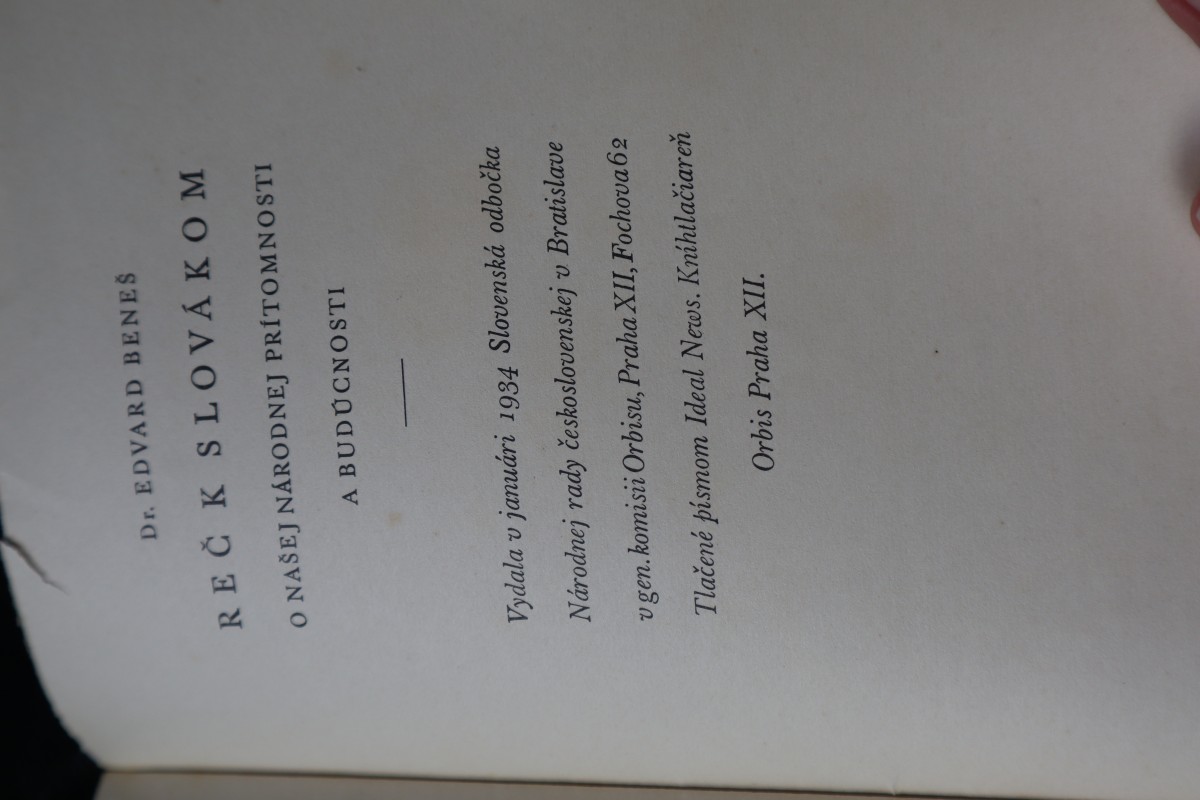 Dr. EDVARD BENEŠ
REČ K SLOVÁKOM
O NAŠEJ NÁRODNEJ PRÍTOMNOSTI
A BUDÚCNOSTI
Vydala v januári 1934 Slovenská odbočka
Národnej rady československej v Bratislave
v gen. komisii Orbisu, Praha XII, Fochova 62
Tlačené písmom Ideal News. Kníhtlačiareň
Orbis Praha XII.